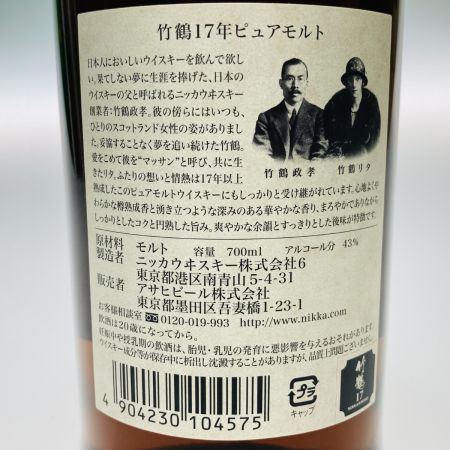 竹鶴17年ピュアモルト
日本人においしいウイスキーを飲んで欲
しい。果てしない夢に生涯を捧げた、日本の
ウイスキーの父と呼ばれるニッカウヰスキー
創業者：竹鶴政孝。彼の傍らにはいつも、
ひとりのスコットランド女性の姿がありまし
た。妥協することなく夢を追い続けた竹鶴。
愛をこめて彼を“マッサン”と呼び、共に生
きたリタ。ふたりの想いと情熱は17年以上
熟成したこのピュアモルトウイスキーにもしっかりと受け継がれています。心地よくや
わらかな樽熟成香と湧き立つような深みのある華やかな香り、まろやかでありながら
しっかりとしたコクと円熟した旨み。爽やかな余韻とすっきりとした後味が特徴です。
竹鶴政孝 竹鶴リタ
原材料 モルト 容量 700ml アルコール分 43%
製造者 ニッカウヰスキー株式会社6
東京都港区南青山5-4-31
販売者 アサヒビール株式会社
東京都墨田区吾妻橋1-23-1
お客様相談室 0120-019-993 http://www.nikka.com
飲酒は20歳になってから。
妊娠中や授乳期の飲酒は、胎児・乳児の発育に悪影響を与えるおそれがあります。
ウイスキー成分等が保存中に析出し沈澱することがありますが、品質上問題ございません。
4 904230 104575
プラ
キャップ
竹鶴
17